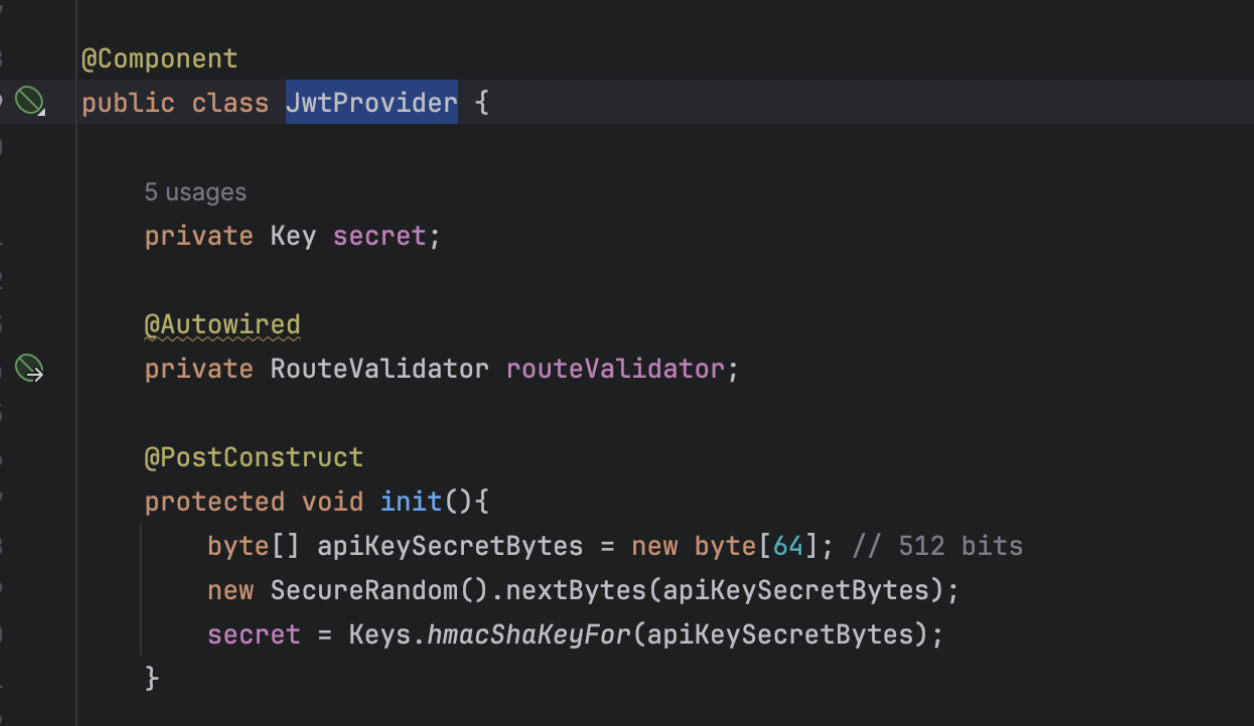 @Component
public class JwtProvider {
5 usages
private Key secret;
@Autowired
private RouteValidator routeValidator;
@PostConstruct
protected void init(){
byte[] apiKeySecretBytes = new byte[64]; // 512 bits
new SecureRandom().nextBytes(apiKeySecretBytes);
secret = Keys.hmacShaKeyFor(apiKeySecretBytes);
}